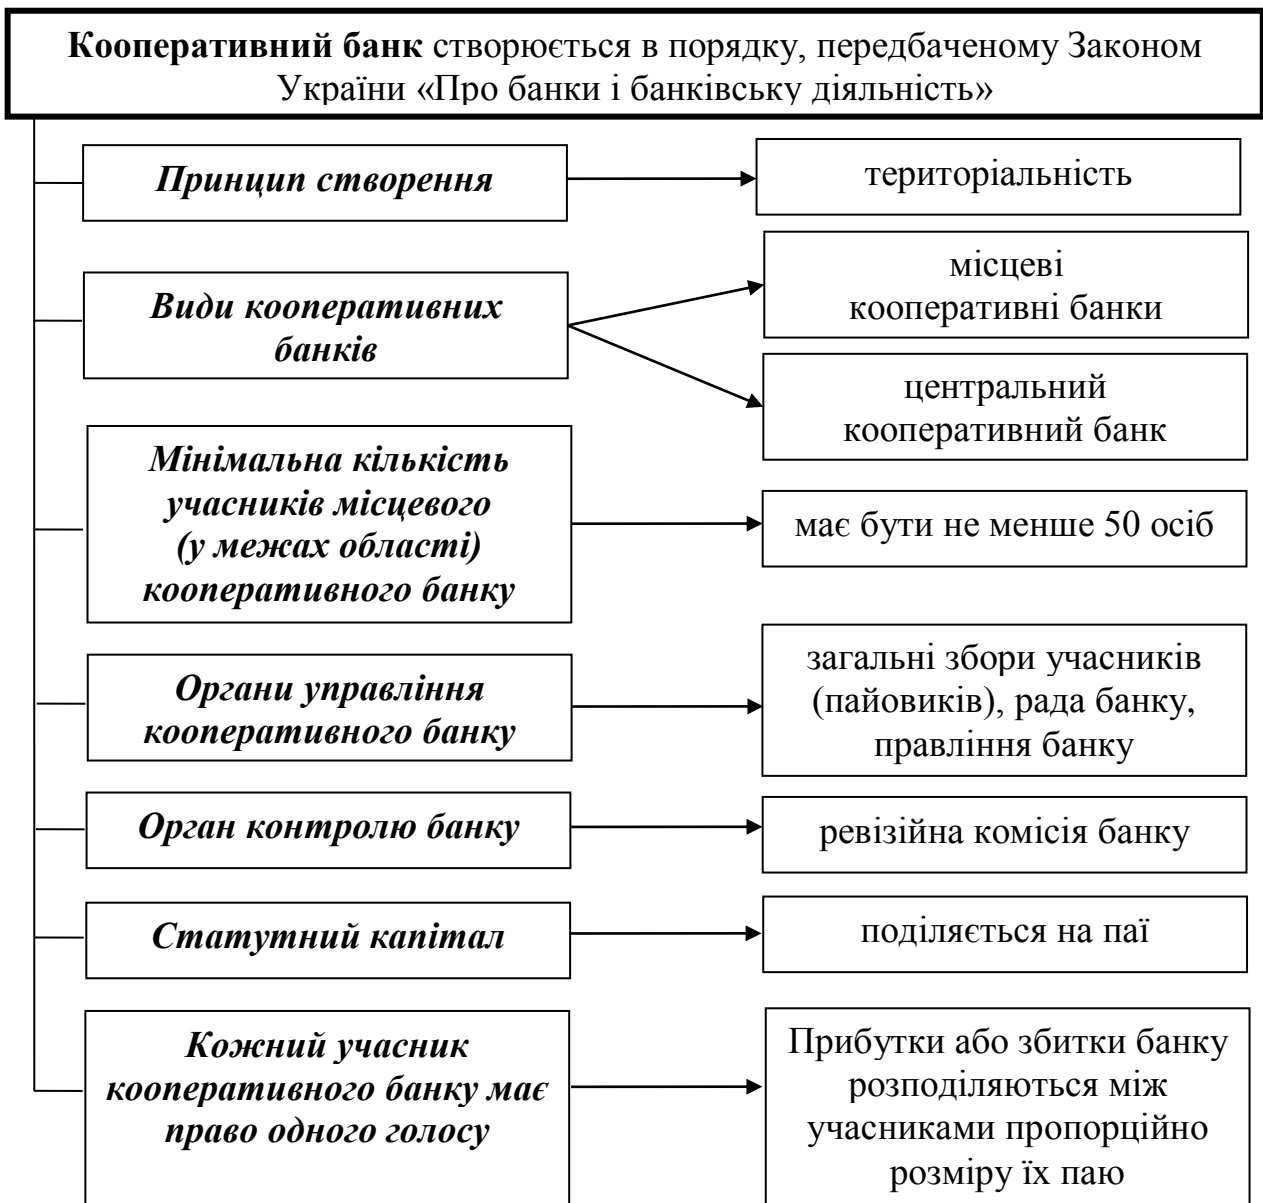 Кооперативний банк створюється в порядку, передбаченому Законом
України «Про банки і банківську діяльність»
Принцип створення
територіальність
Види кооперативних
банків
місцеві
кооперативні банки
центральний
кооперативний банк
Мінімальна кількість
учасників місцевого
(у межах області)
кооперативного банку
має бути не менше 50 осіб
Органи управління
кооперативного банку
загальні збори учасників
(пайовиків), рада банку,
правління банку
Орган контролю банку
ревізійна комісія банку
Статутний капітал
поділяється на паї
Кожний учасник
кооперативного банку має
право одного голосу
Прибутки або збитки банку
розподіляються між
учасниками пропорційно
розміру їх паю